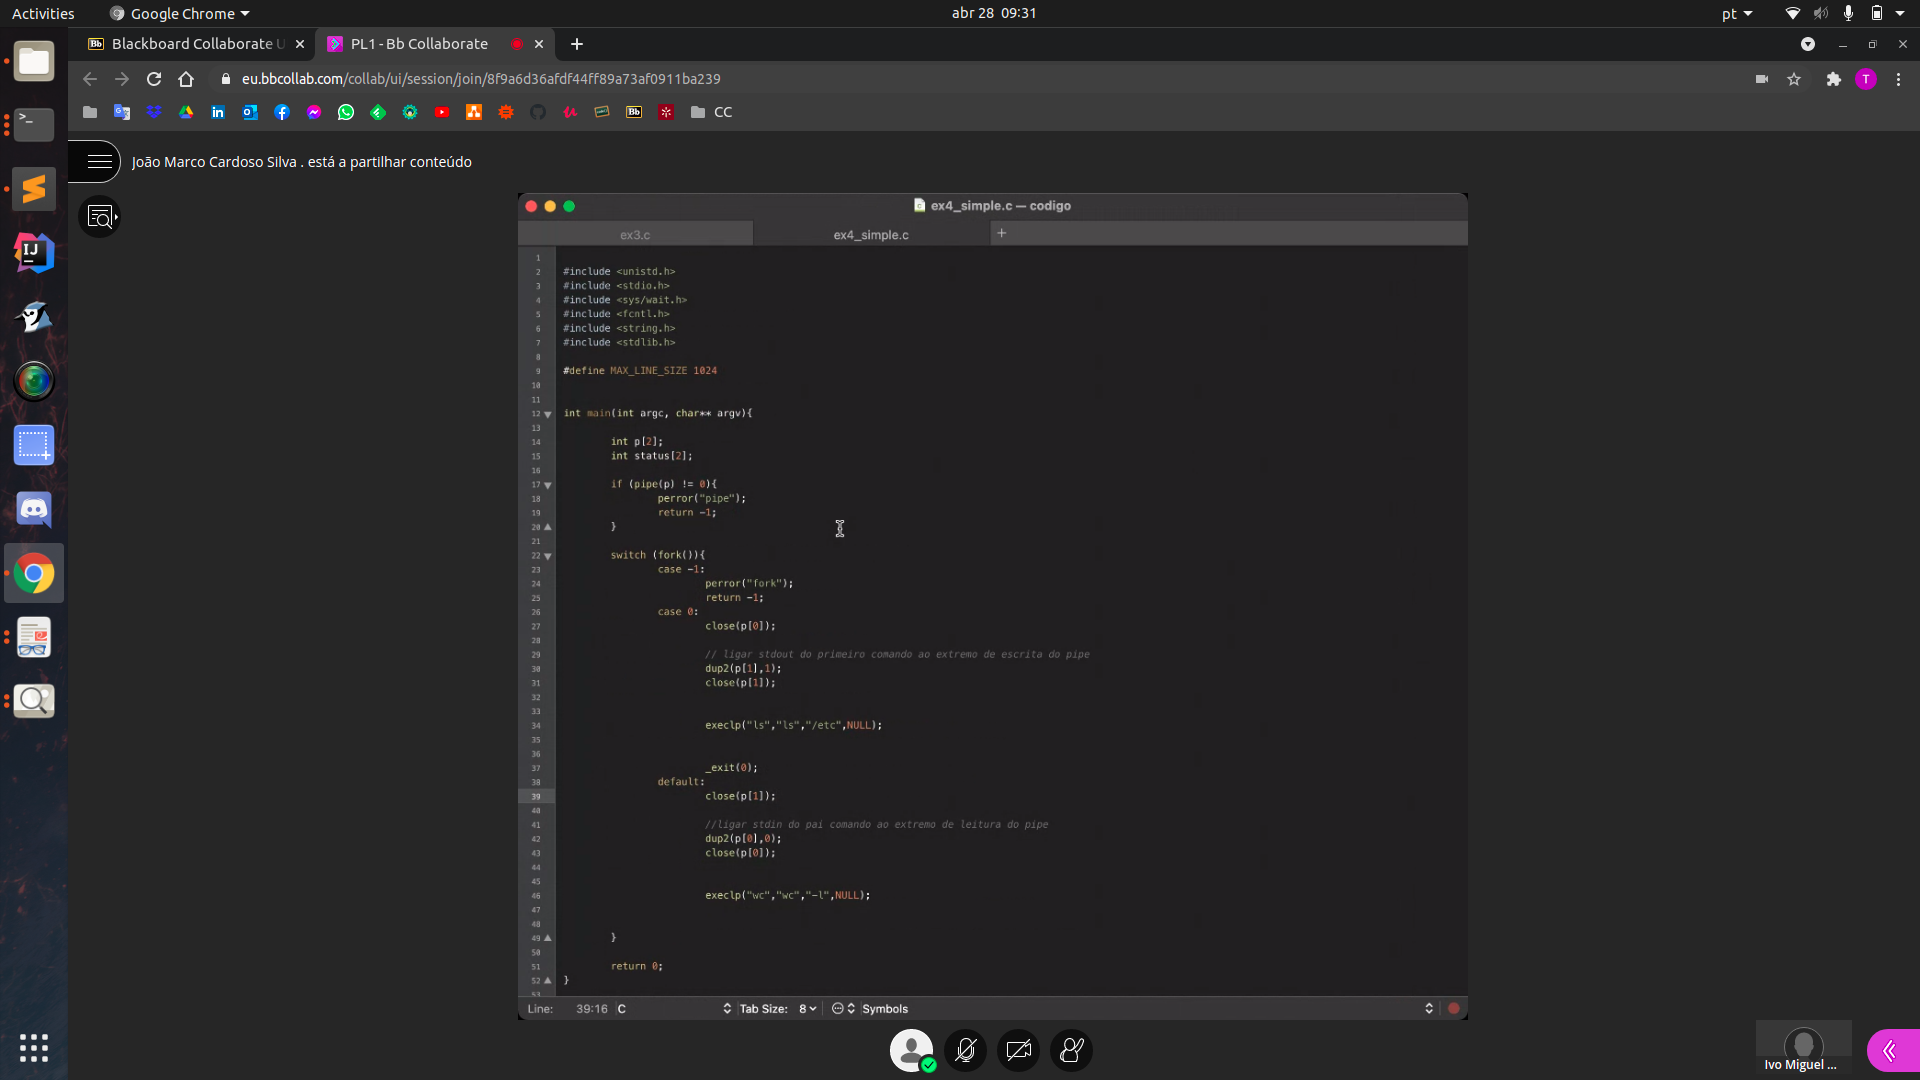 Activities
Google Chrome
abr 28 09:31
pt
Blackboard Collaborate U
PL1 - Bb Collaborate
eu.bbcollab.com/collab/ui/session/join/8f9a6d36afdf44ff89a73af0911ba239
CC
João Marco Cardoso Silva . está a partilhar conteúdo
ex4_simple.c — codigo
ex3.c
ex4_simple.c
1
2 #include <unistd.h>
3 #include <stdio.h>
4 #include <sys/wait.h>
5 #include <fcntl.h>
6 #include <string.h>
7 #include <stdlib.h>
8
9 #define MAX_LINE_SIZE 1024
10
11
12 int main(int argc, char** argv){
13
14 int p[2];
15 int status[2];
16
17 if (pipe(p) != 0){
18 perror("pipe");
19 return -1;
20 }
21
22 switch (fork()){
23 case -1:
24 perror("fork");
25 return -1;
26 case 0:
27 close(p[0]);
28
29 // ligar stdout do primeiro comando ao extremo de escrita do pipe
30 dup2(p[1],1);
31 close(p[1]);
32
33
34 execlp("ls","ls","/etc",NULL);
35
36
37 _exit(0);
38 default:
39 close(p[1]);
40
41 //ligar stdin do pai comando ao extremo de leitura do pipe
42 dup2(p[0],0);
43 close(p[0]);
44
45
46 execlp("wc","wc","-l",NULL);
47
48
49 }
50
51 return 0;
52 }
53
Line: 39:16 C
Tab Size: 8
Symbols
Ivo Miguel ...